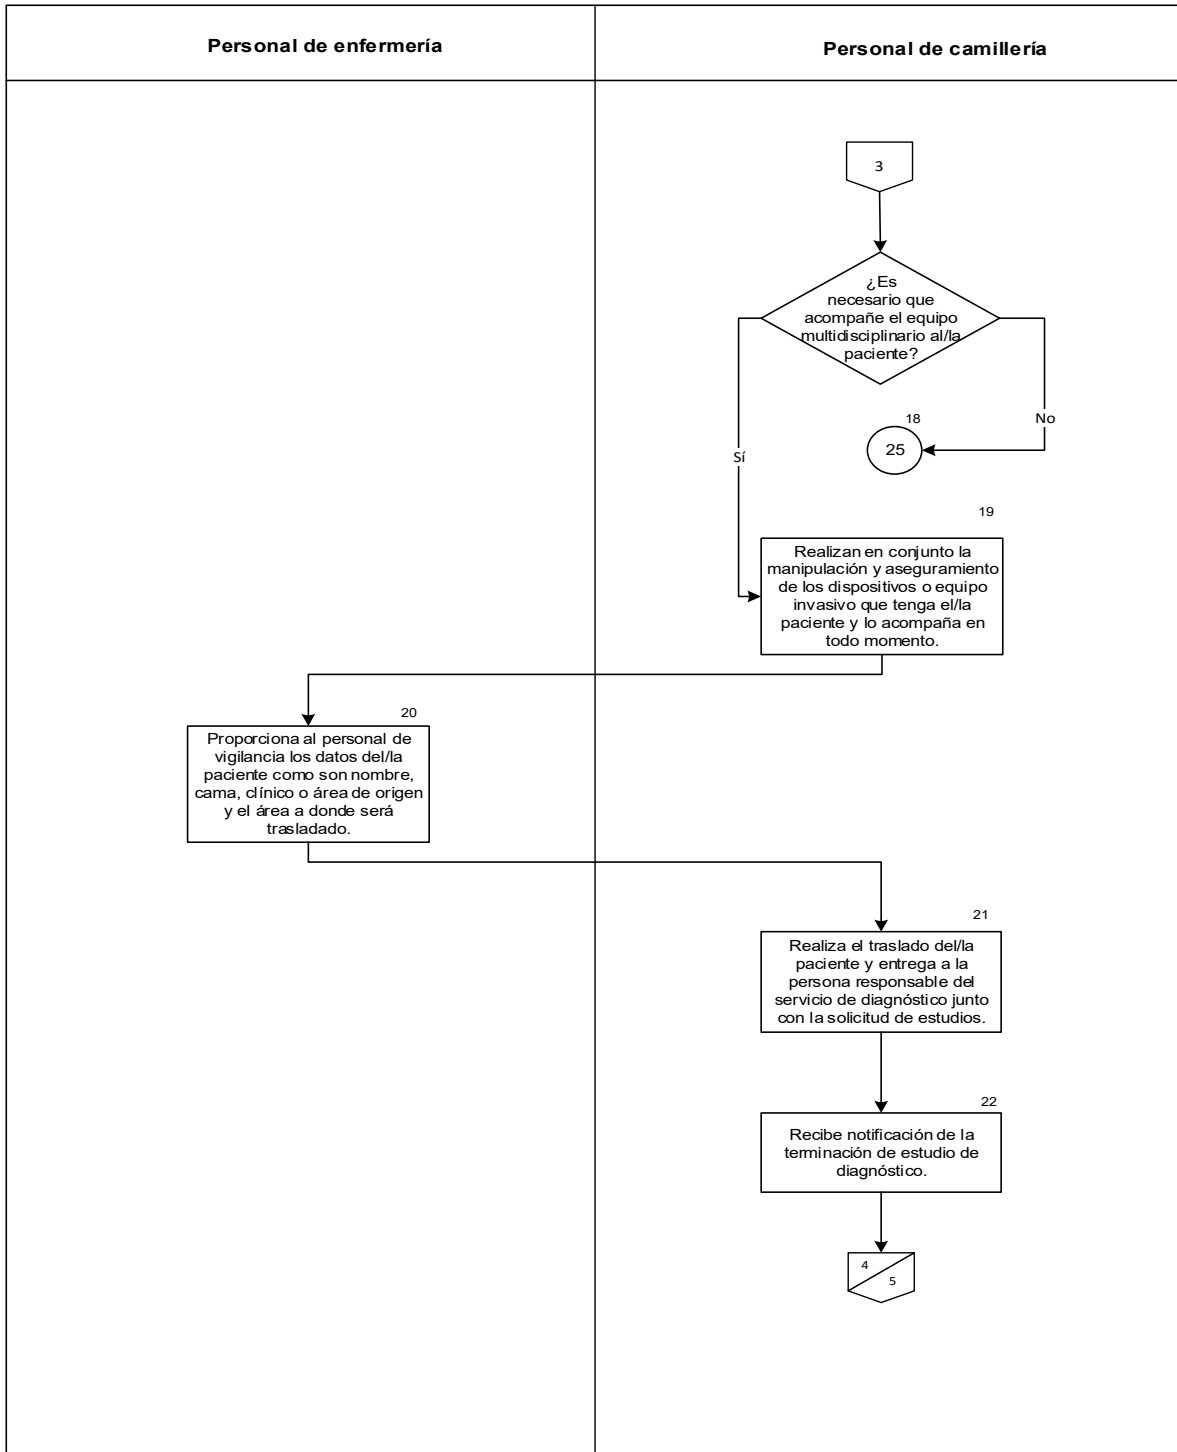 Personal de enfermería
Personal de camillería
3
¿Es
necesario que
acompañe el equipo
multidisciplinario al/la
paciente?
Sí
No
18
25
19
Realizan en conjunto la
manipulación y aseguramiento
de los dispositivos o equipo
invasivo que tenga el/la
paciente y lo acompaña en
todo momento.
20
Proporciona al personal de
vigilancia los datos del/la
paciente como son nombre,
cama, clínico o área de origen
y el área a donde será
trasladado.
21
Realiza el traslado del/la
paciente y entrega a la
persona responsable del
servicio de diagnóstico junto
con la solicitud de estudios.
22
Recibe notificación de la
terminación de estudio de
diagnóstico.
4
5